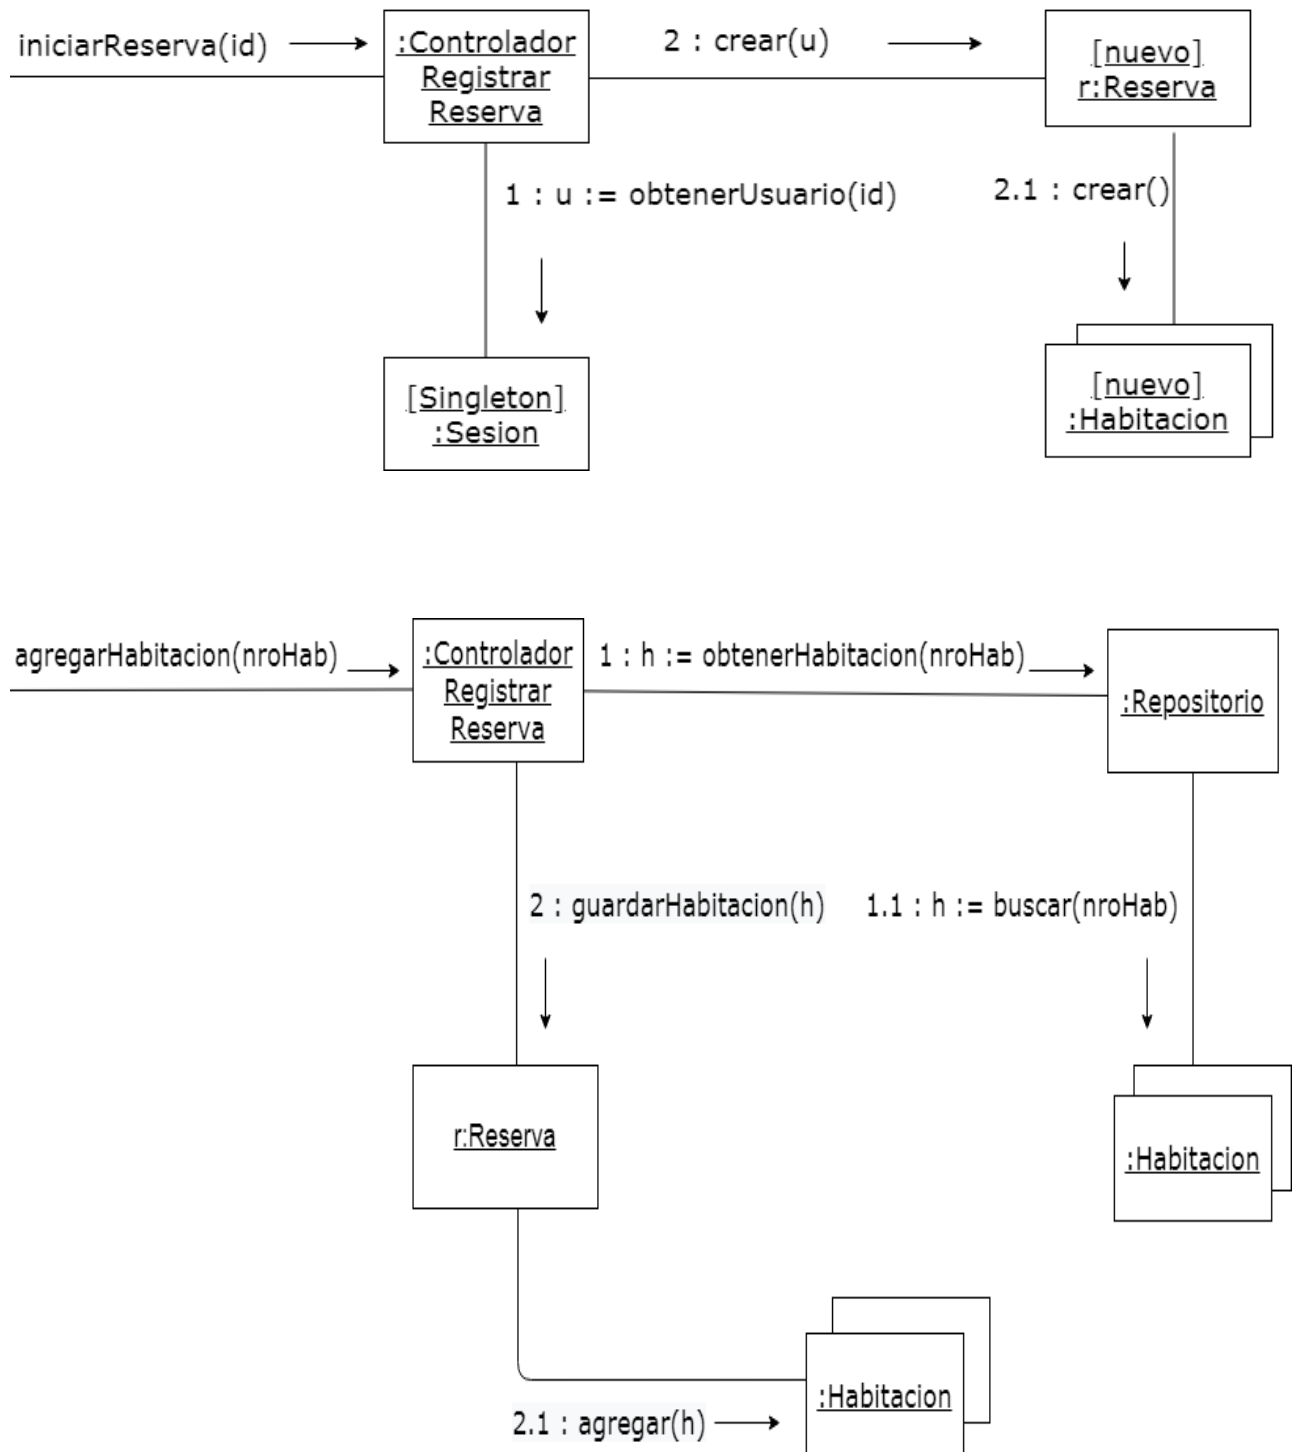 iniciarReserva(id)
:Controlador
Registrar
Reserva
2 : crear(u)
[nuevo]
r:Reserva
1 : u := obtenerUsuario(id)
2.1 : crear()
[Singleton]
:Sesion
[nuevo]
:Habitacion
agregarHabitacion(nroHab)
:Controlador
Registrar
Reserva
1 : h := obtenerHabitacion(nroHab)
:Repositorio
2 : guardarHabitacion(h)
1.1 : h := buscar(nroHab)
r:Reserva
:Habitacion
:Habitacion
2.1 : agregar(h)